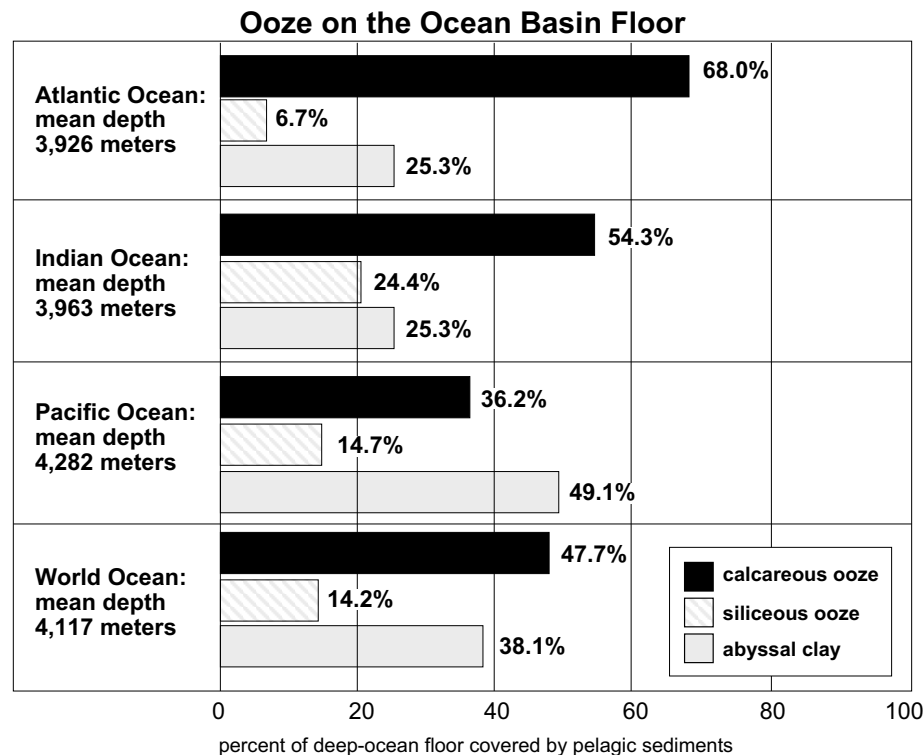 Ooze on the Ocean Basin Floor
Atlantic Ocean:
mean depth
3,926 meters
68.0%
6.7%
25.3%
Indian Ocean:
mean depth
3,963 meters
54.3%
24.4%
25.3%
Pacific Ocean:
mean depth
4,282 meters
36.2%
14.7%
49.1%
World Ocean:
mean depth
4,117 meters
47.7%
14.2%
38.1%
calcareous ooze
siliceous ooze
abyssal clay
0 20 40 60 80 100
percent of deep-ocean floor covered by pelagic sediments